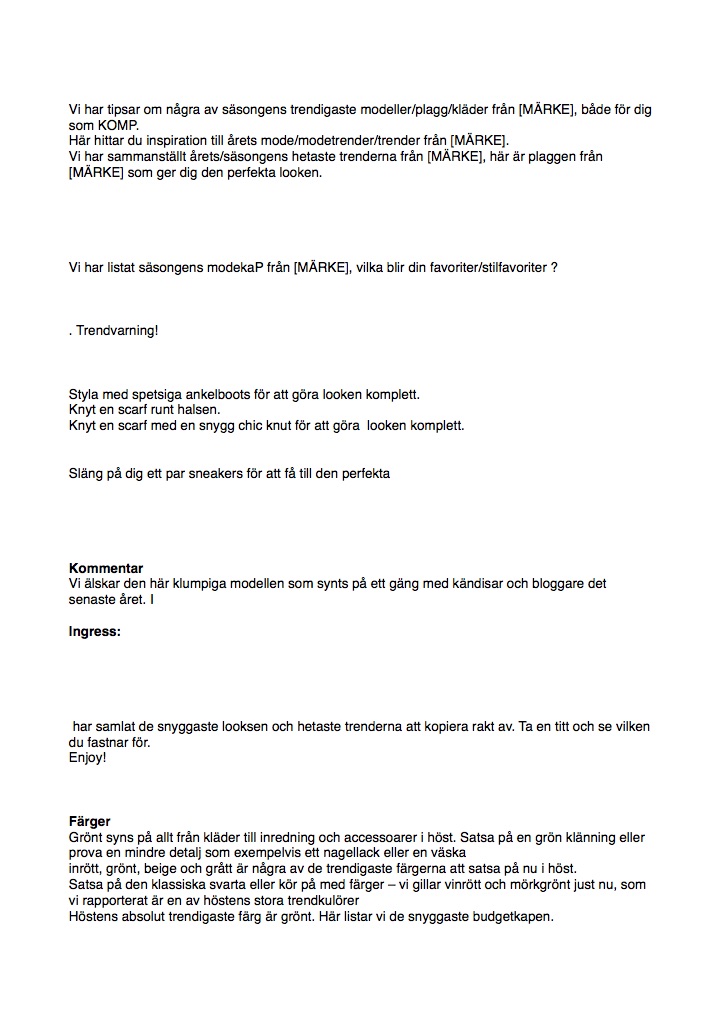 Vi har tipsar om några av säsongens trendigaste modeller/plagg/kläder från [MÄRKE], både för dig
som KOMP.
Här hittar du inspiration till årets mode/modetrender/trender från [MÄRKE].
Vi har sammanställt årets/säsongens hetaste trenderna från [MÄRKE], här är plaggen från
[MÄRKE] som ger dig den perfekta looken.
Vi har listat säsongens modekaP från [MÄRKE], vilka blir din favoriter/stilfavoriter ?
. Trendvarning!
Styla med spetsiga ankelboots för att göra looken komplett.
Knyt en scarf runt halsen.
Knyt en scarf med en snygg chic knut för att göra  looken komplett.
Släng på dig ett par sneakers för att få till den perfekta
Kommentar
Vi älskar den här klumpiga modellen som synts på ett gäng med kändisar och bloggare det
senaste året. I
Ingress:
har samlat de snyggaste looksen och hetaste trenderna att kopiera rakt av. Ta en titt och se vilken
du fastnar för.
Enjoy!
Färger
Grönt syns på allt från kläder till inredning och accessoarer i höst. Satsa på en grön klänning eller
prova en mindre detalj som exempelvis ett nagellack eller en väska
inrött, grönt, beige och grått är några av de trendigaste färgerna att satsa på nu i höst.
Satsa på den klassiska svarta eller kör på med färger – vi gillar vinrött och mörkgrönt just nu, som
vi rapporterat är en av höstens stora trendkulörer
Höstens absolut trendigaste färg är grönt. Här listar vi de snyggaste budgetkapen.